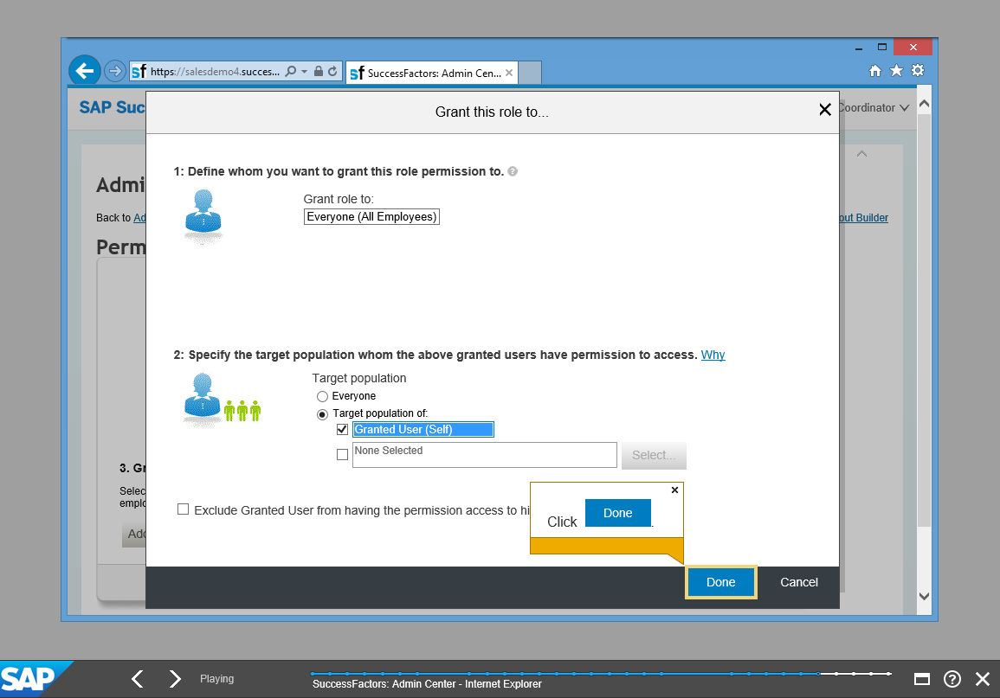 https://salesdemo4.succes...
SuccessFactors: Admin Cen...
SAP Suc
Coordinator
Grant this role to...
Admi
Back to Ad
out Builder
Perm
1: Define whom you want to grant this role permission to.
Grant role to:
Everyone (All Employees)
2: Specify the target population whom the above granted users have permission to access. Why
Target population
Everyone
Target population of:
Granted User (Self)
None Selected
Select...
3. Gr
Selec
emplo
Exclude Granted User from having the permission access to hi
Click Done .
Add
Done
Cancel
SAP
Playing
SuccessFactors: Admin Center - Internet Explorer